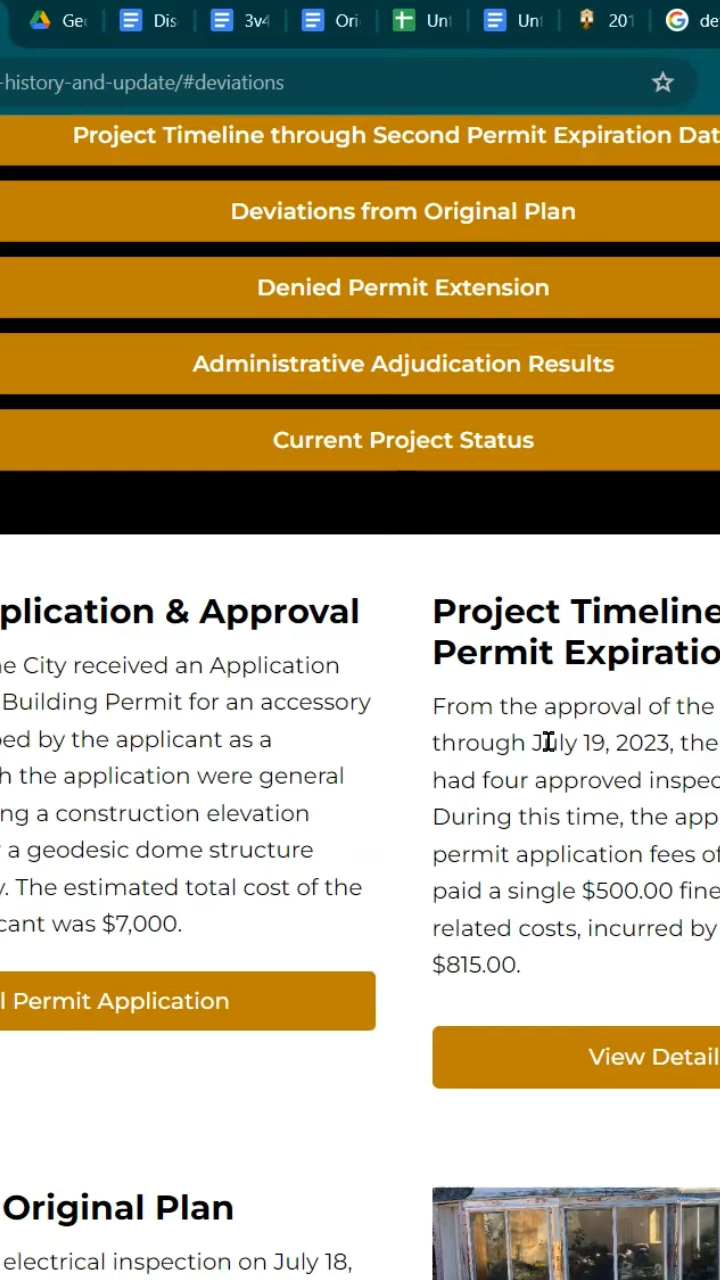 Ge
Dis
3v4
Ori
Unt
Unt
201
de
-history-and-update/#deviations
Project Timeline through Second Permit Expiration Dat
Deviations from Original Plan
Denied Permit Extension
Administrative Adjudication Results
Current Project Status
plication & Approval
e City received an Application
Building Permit for an accessory
ed by the applicant as a
h the application were general
ng a construction elevation
r a geodesic dome structure
y. The estimated total cost of the
cant was $7,000.
l Permit Application
Project Timeline
Permit Expiratio
From the approval of the
through July 19, 2023, the
had four approved inspec
During this time, the app
permit application fees of
paid a single $500.00 fine
related costs, incurred by
$815.00.
View Detail
Original Plan
electrical inspection on July 18,